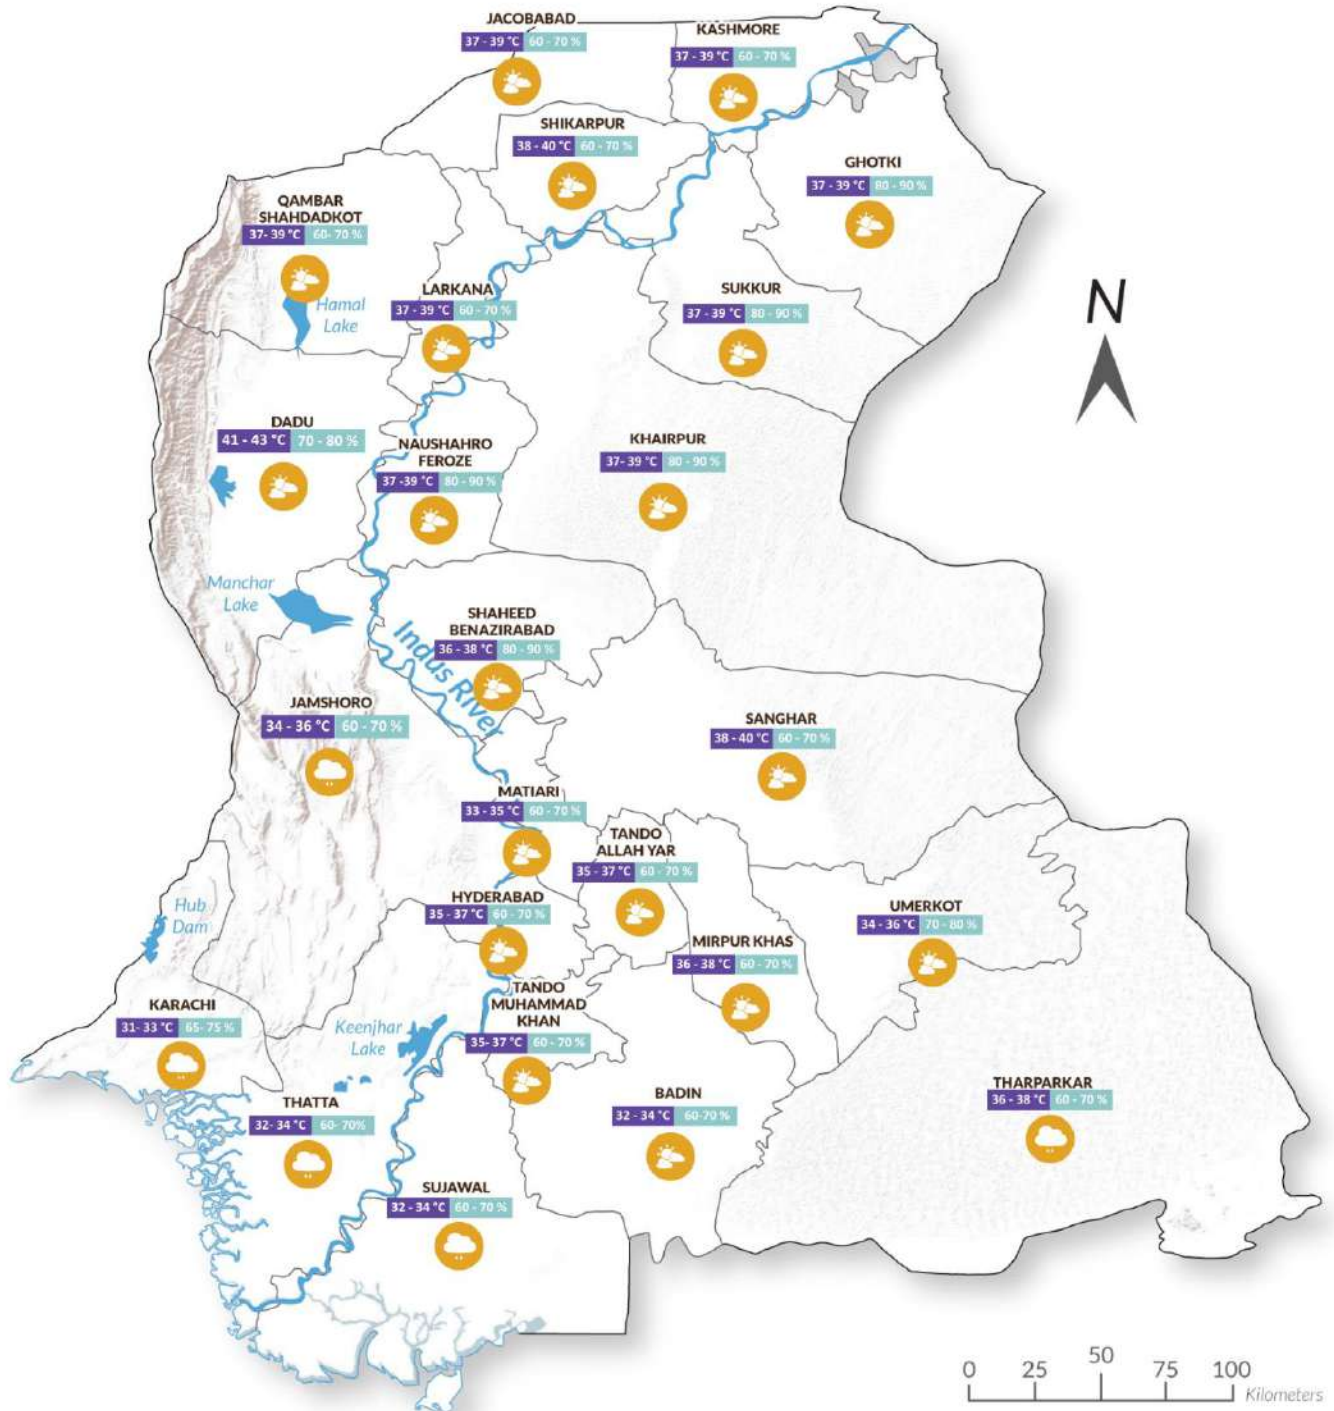 JACOBABAD
37 - 39 °C 60 - 70 %
KASHMORE
37 - 39 °C 60 - 70 %
SHIKARPUR
38 - 40 °C 60 - 70 %
GHOTKI
37 - 39 °C 80 - 90 %
QAMBAR
SHAHDADKOT
37- 39 °C 60- 70 %
Hamal
Lake
LARKANA
37 - 39 °C 60 - 70 %
SUKKUR
37 - 39 °C 80 - 90 %
N
DADU
41 - 43 °C 70 - 80 %
NAUSHAHRO
FEROZE
37 -39 °C 80 - 90 %
KHAIRPUR
37- 39 °C 80 - 90 %
Manchar
Lake
SHAHEED
BENAZIRABAD
36 - 38 °C 80 - 90 %
Indus River
JAMSHORO
34 - 36 °C 60 - 70 %
SANGHAR
38 - 40 °C 60 - 70 %
MATIARI
33 - 35 °C 60 - 70 %
TANDO
ALLAH YAR
35 - 37 °C 60 - 70 %
HYDERABAD
35 - 37 °C 60 - 70 %
UMERKOT
34 - 36 °C 70 - 80 %
Hub
Dam
MIRPUR KHAS
36 - 38 °C 60 - 70 %
KARACHI
31- 33 °C 65- 75 %
Keenjhar
Lake
TANDO
MUHAMMAD
KHAN
35- 37 °C 60 - 70 %
THATTA
32- 34 °C 60- 70%
BADIN
32 - 34 °C 60-70 %
THARPARKAR
36 - 38 °C 60 - 70 %
SUJAWAL
32 - 34 °C 60 - 70 %
0 25 50 75 100
Kilometers